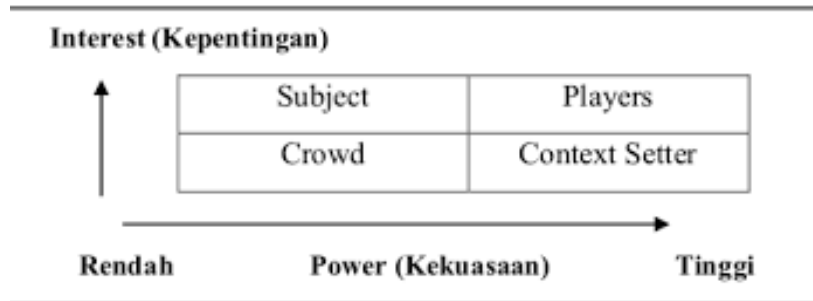 Interest (Kepentingan)
Subject Players
Crowd Context Setter
Rendah Power (Kekuasaan) Tinggi